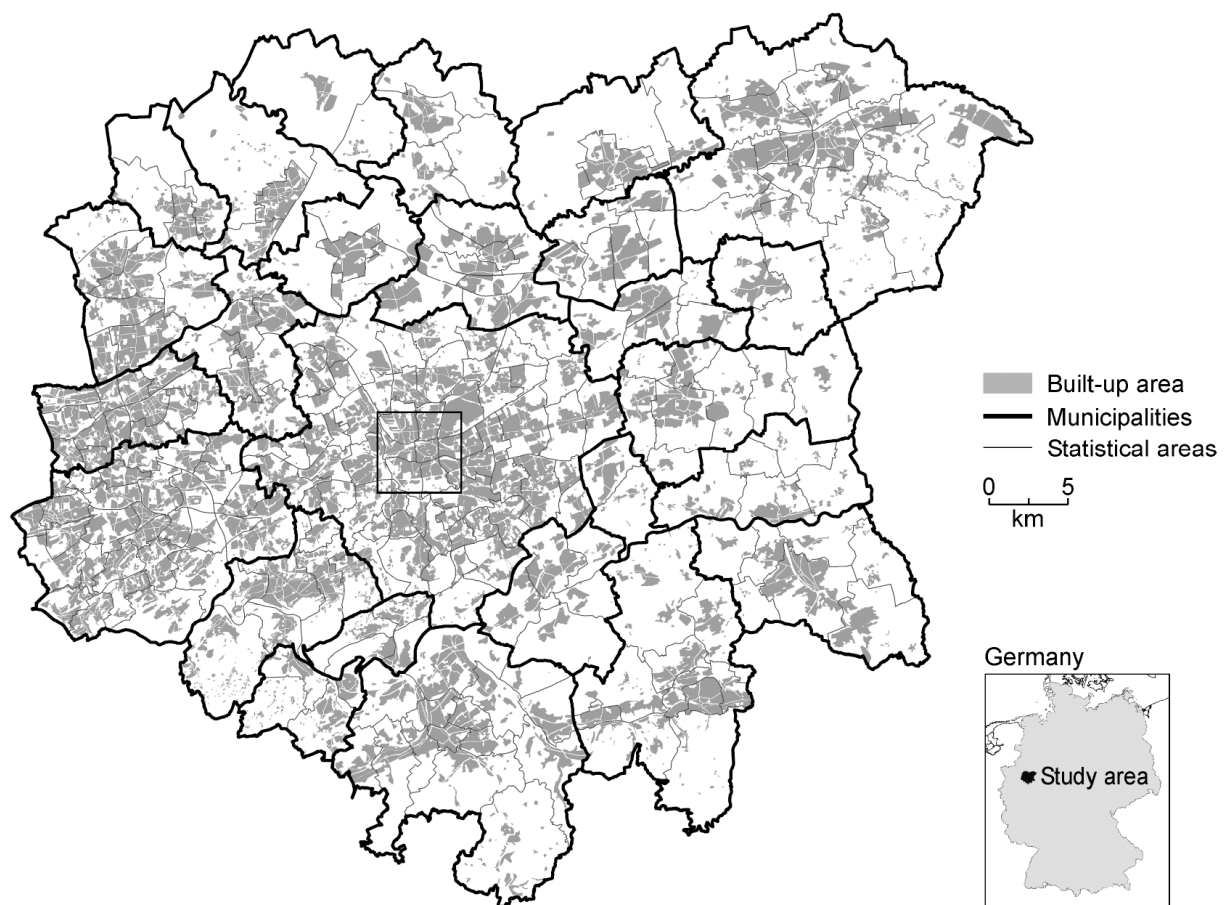 Built-up area
Municipalities
Statistical areas
0 5
km
Germany
Study area